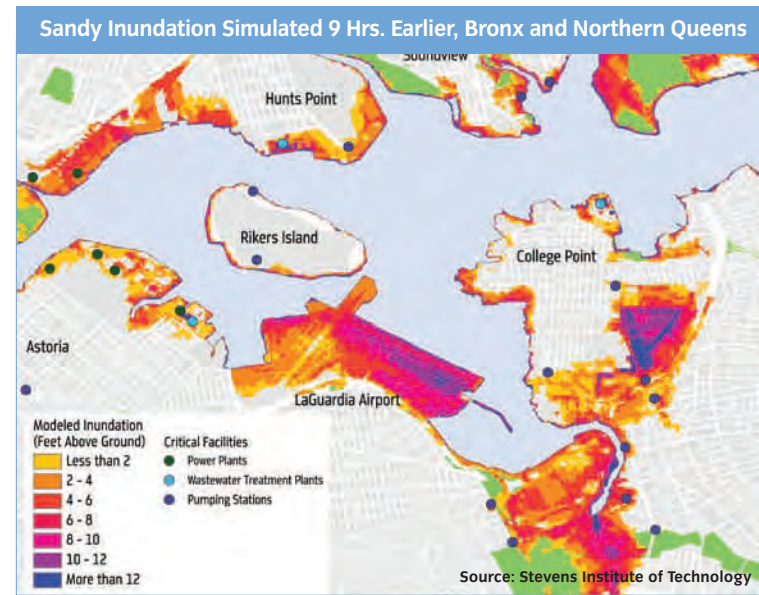 Sandy Inundation Simulated 9 Hrs. Earlier, Bronx and Northern Queens
Soundview
Hunts Point
Rikers Island
College Point
Astoria
LaGuardia Airport
Modeled Inundation
(Feet Above Ground)
Less than 2
2 - 4
4 - 6
6 - 8
8 - 10
10 - 12
More than 12
Critical Facilities
Power Plants
Wastewater Treatment Plants
Pumping Stations
Source: Stevens Institute of Technology